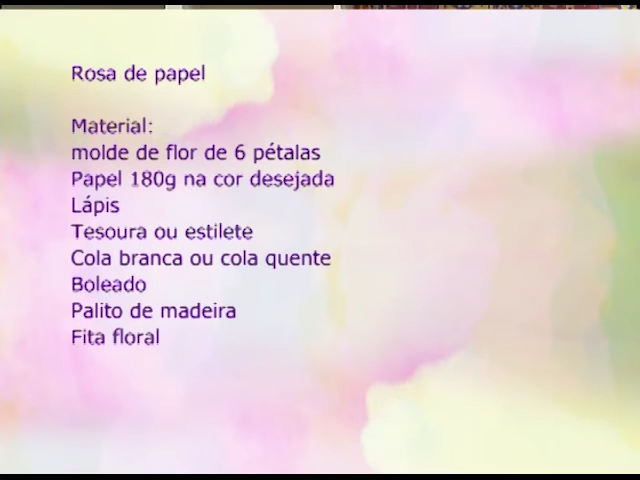 Rosa de papel
Material:
molde de flor de 6 pétalas
Papel 180g na cor desejada
Lápis
Tesoura ou estilete
Cola branca ou cola quente
Boleado
Palito de madeira
Fita floral